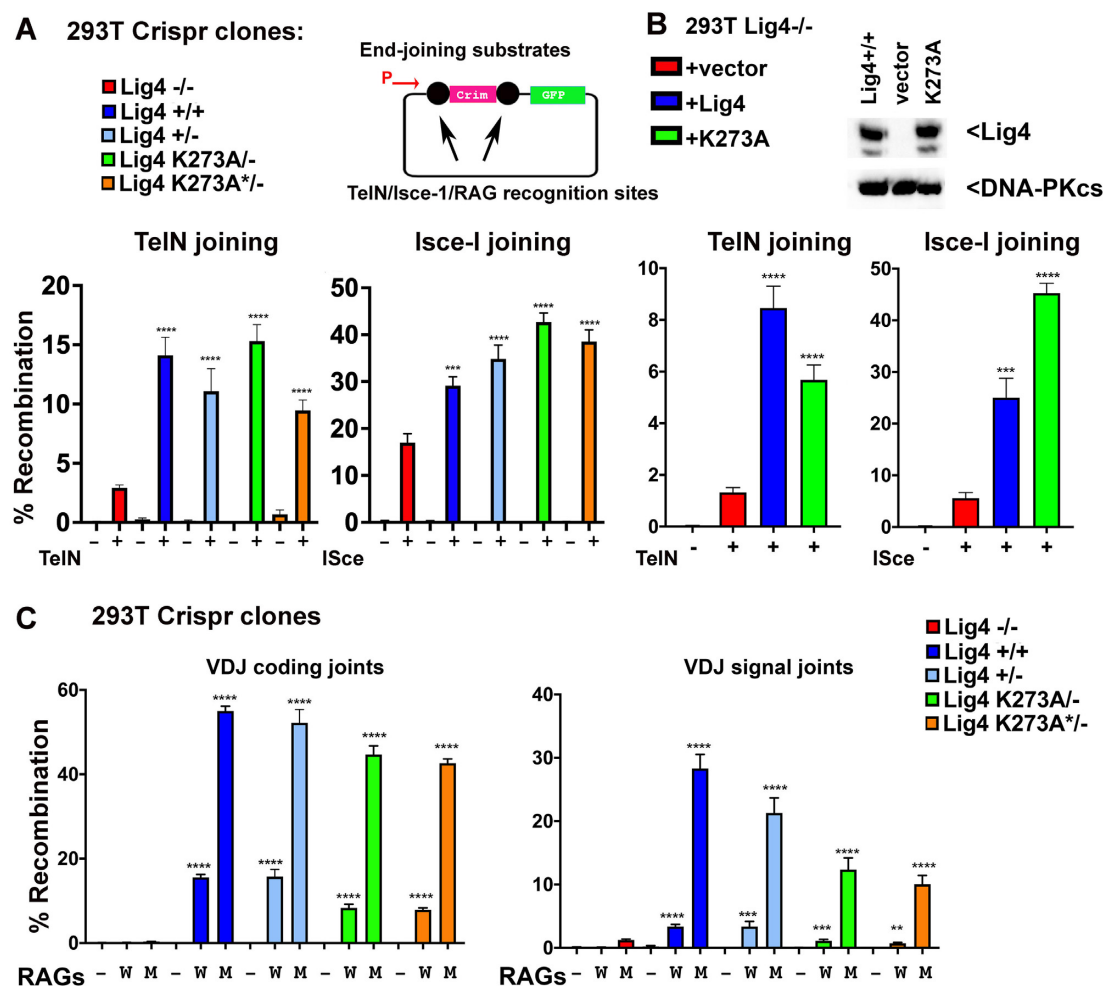 A 293T Crispr clones:
Lig4 -/-
Lig4 +/+
Lig4 +/-
Lig4 K273A/-
Lig4 K273A*/-
End-joining substrates
P
Crim GFP
TelN/Isce-1/RAG recognition sites
B 293T Lig4-/-
+vector
+Lig4
+K273A
Lig4+/+ vector K273A
<Lig4
<DNA-PKcs
TelN joining
% Recombination
20
15
10
5
0
**** **** **** ****
- + - + - + - + - +
TelN
Isce-I joining
50
40
30
20
10
0
*** **** **** ****
- + - + - + - + - +
ISce
TelN joining
10
8
6
4
2
0
**** ****
- + + +
TelN
Isce-I joining
50
40
30
20
10
0
*** ****
- + + +
ISce
C 293T Crispr clones
Lig4 -/-
Lig4 +/+
Lig4 +/-
Lig4 K273A/-
Lig4 K273A*/-
VDJ coding joints
% Recombination
60
40
20
0
**** **** **** **** **** **** **** ****
RAGs - W M - W M - W M - W M - W M
VDJ signal joints
40
30
20
10
0
**** **** *** **** *** **** ** ****
RAGs - W M - W M - W M - W M - W M